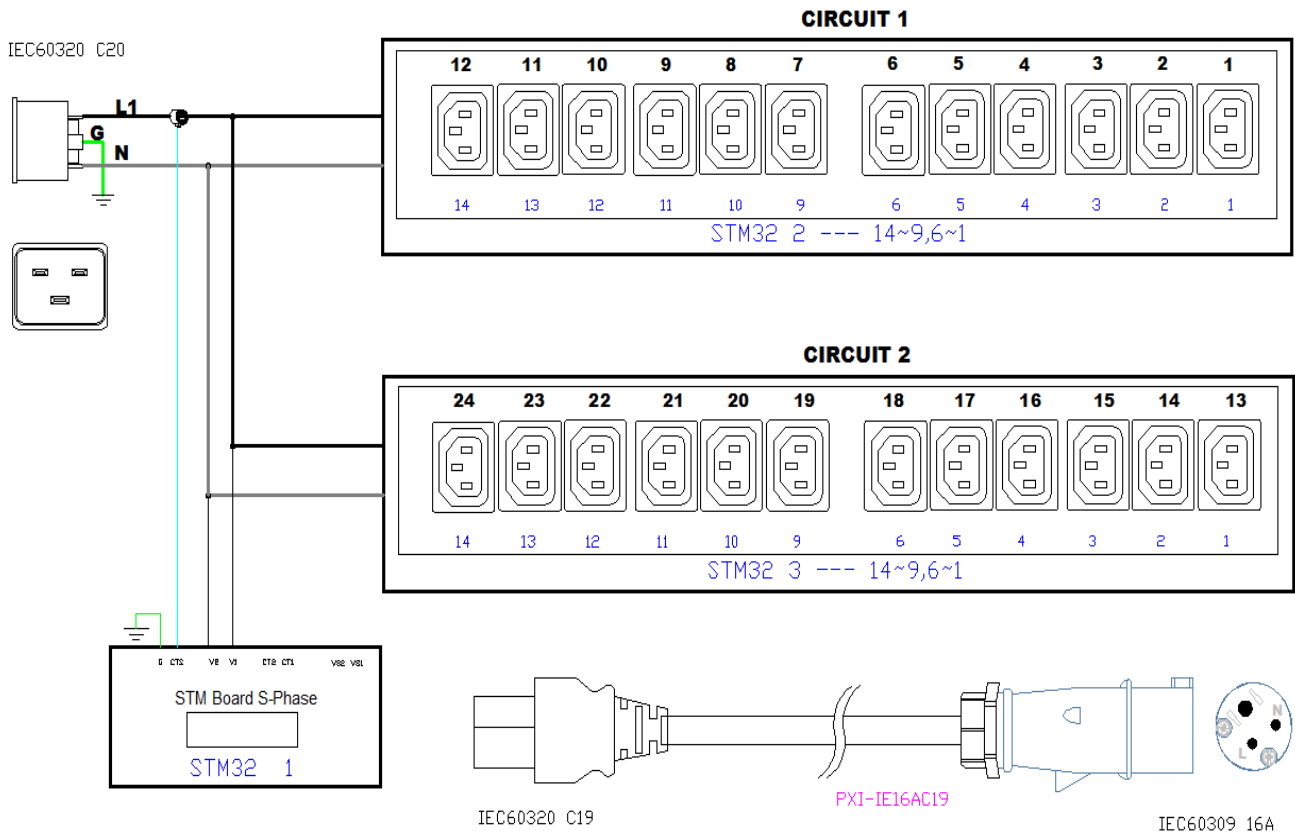 CIRCUIT 1
IEC60320 C20
12 11 10 9 8 7 6 5 4 3 2 1
L1
G
N
14 13 12 11 10 9 6 5 4 3 2 1
STM32 2 --- 14~9,6~1
CIRCUIT 2
24 23 22 21 20 19 18 17 16 15 14 13
14 13 12 11 10 9 6 5 4 3 2 1
STM32 3 --- 14~9,6~1
G CTS V2 V1 CT2 CT1 VS2 VS1
STM Board S-Phase
STM32 1
N
L
PXI-IE16AC19
IEC60320 C19
IEC60309 16A